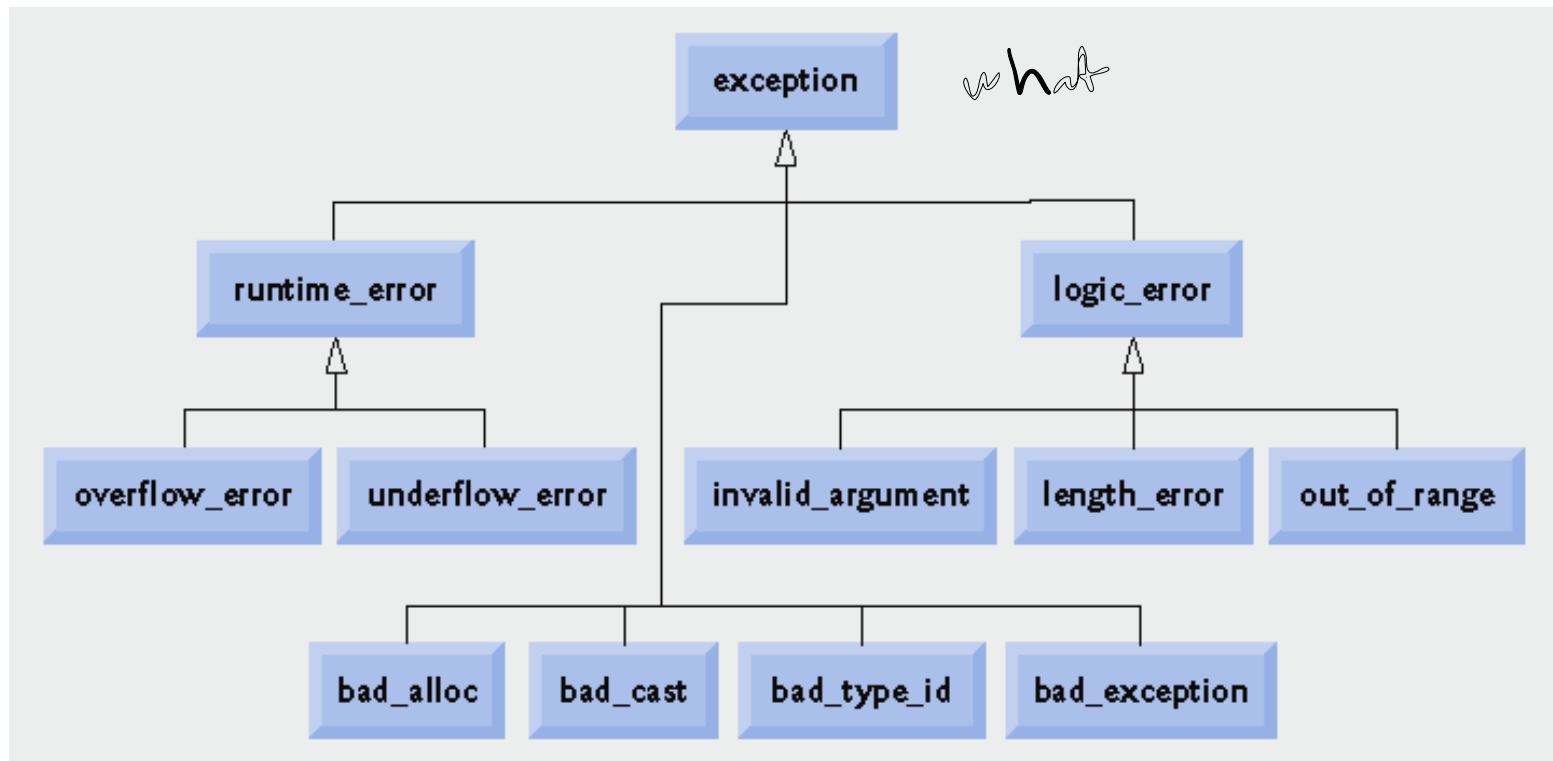 exception what
runtime_error logic_error
overflow_error underflow_error invalid_argument length_error out_of_range
bad_alloc bad_cast bad_type_id bad_exception